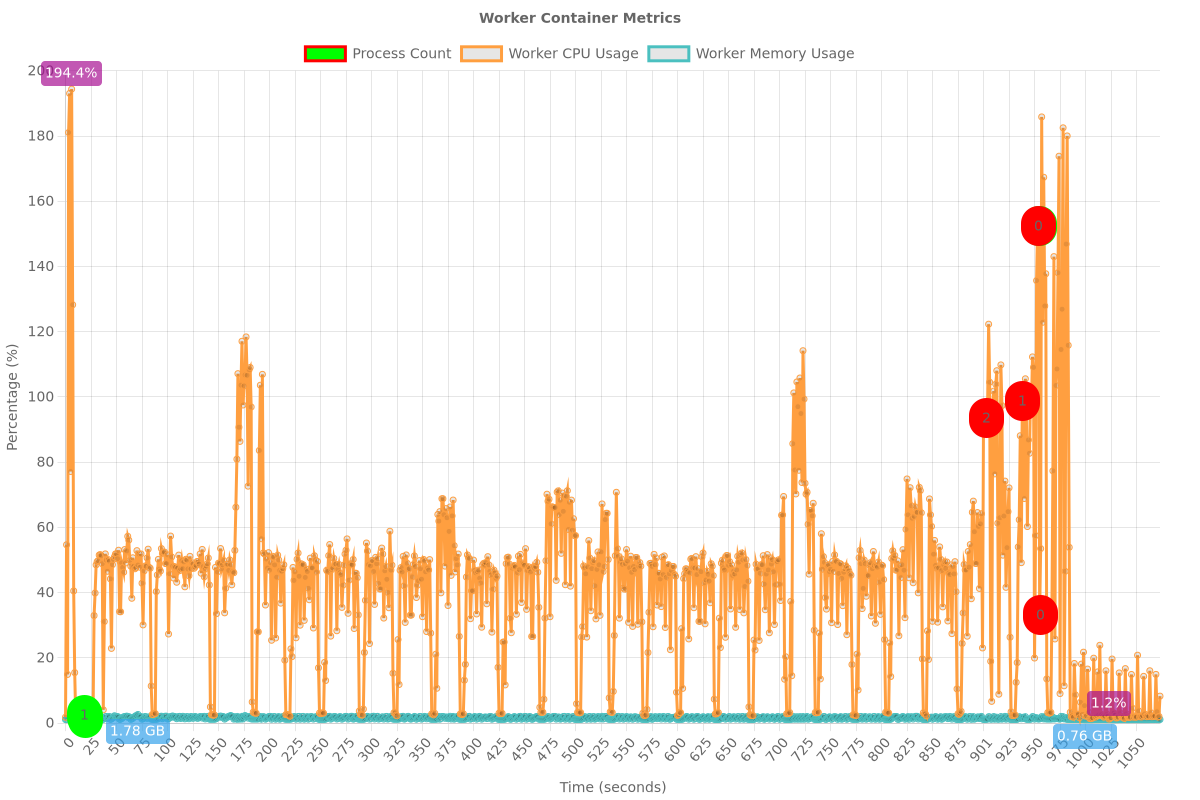 Worker Container Metrics
Process Count Worker CPU Usage Worker Memory Usage
200
194.4%
180
160
140
120
100
80
60
40
20
0
Percentage (%)
0
1
2
0
1
1.2%
1.78 GB
0.76 GB
0 25 50 75 100 125 150 175 200 225 250 275 300 325 350 375 400 425 450 475 500 525 550 575 600 625 650 675 700 725 750 775 800 825 850 875 901 925 950 975 1000 1025 1050
Time (seconds)